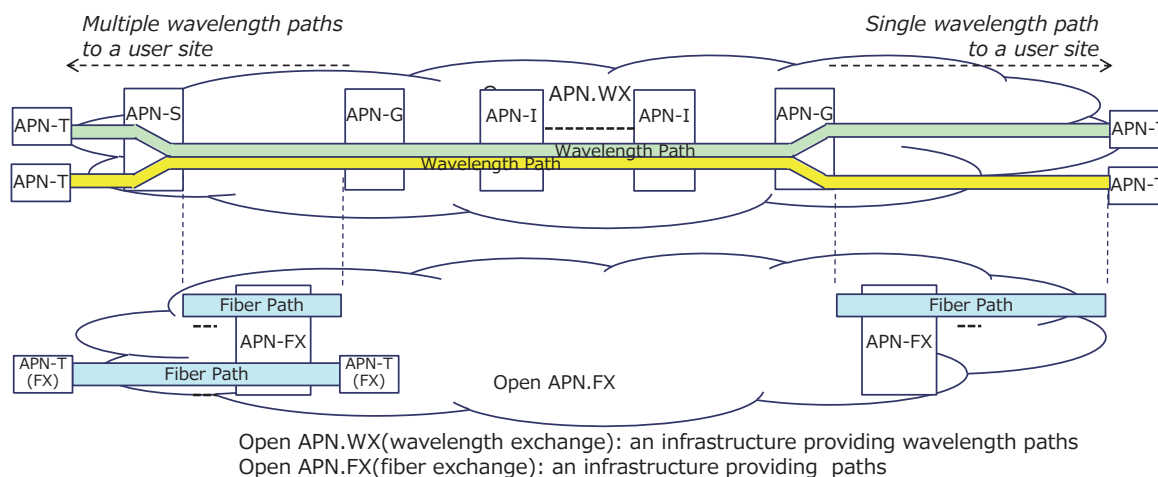 Multiple wavelength paths
to a user site
Single wavelength path
to a user site
APN.WX
APN-T
APN-S
APN-G
APN-I
APN-I
APN-G
APN-T
Wavelength Path
Wavelength Path
APN-T
APN-T
Fiber Path
Fiber Path
APN-FX
APN-FX
APN-T
(FX)
Fiber Path
APN-T
(FX)
Open APN.FX
Open APN.WX(wavelength exchange): an infrastructure providing wavelength paths
Open APN.FX(fiber exchange): an infrastructure providing  paths